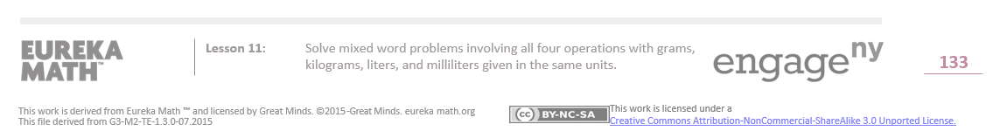 EUREKA
MATH™
Lesson 11:
Solve mixed word problems involving all four operations with grams,
kilograms, liters, and milliliters given in the same units.
engage ny
133
This work is derived from Eureka Math ™ and licensed by Great Minds. ©2015-Great Minds. eureka math.org
This file derived from G3-M2-TE-1.3.0-07.2015
cc BY-NC-SA
This work is licensed under a
Creative Commons Attribution-NonCommercial-ShareAlike 3.0 Unported License.